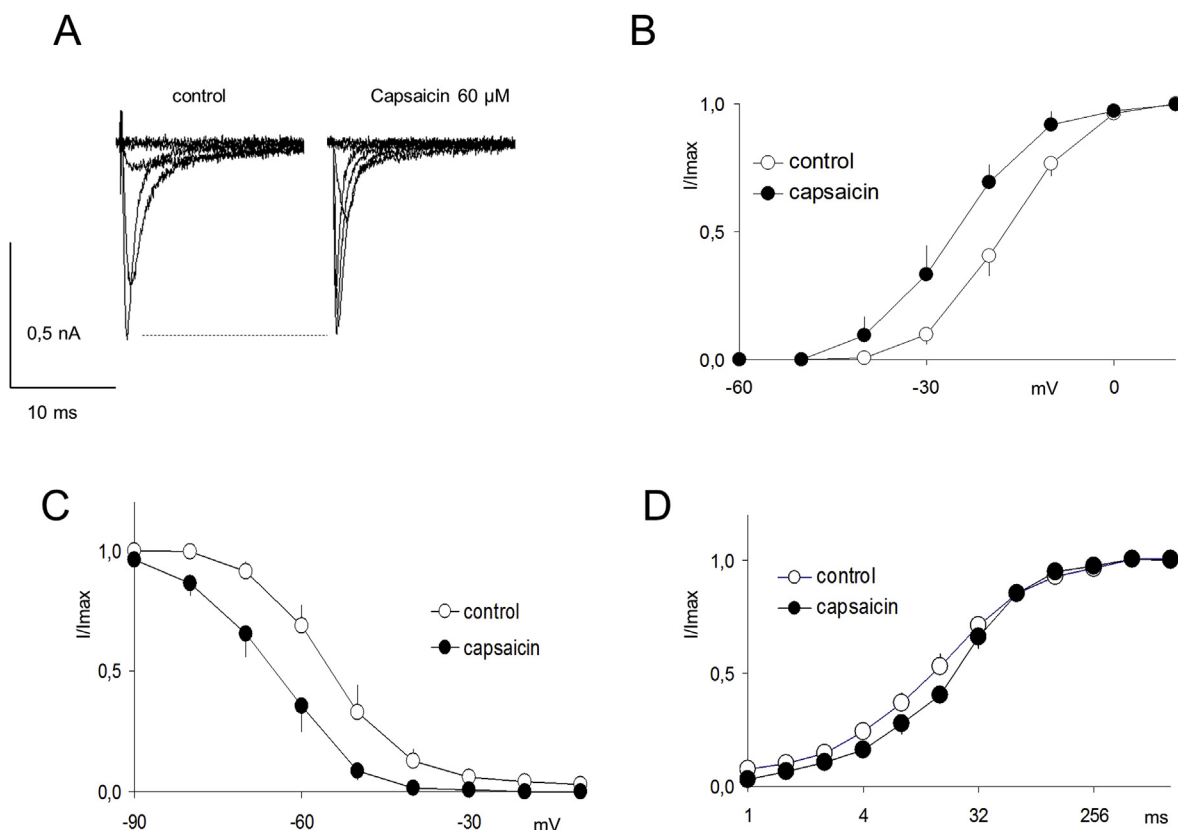 A
control
Capsaicin 60 µM
0,5 nA
10 ms
B
1,0
0,5
0,0
I/Imax
control
capsaicin
-60
-30
mV
0
C
1,0
0,5
0,0
I/Imax
control
capsaicin
-90
-60
-30
mV
D
1,0
0,5
0,0
I/Imax
control
capsaicin
1
4
32
256
ms